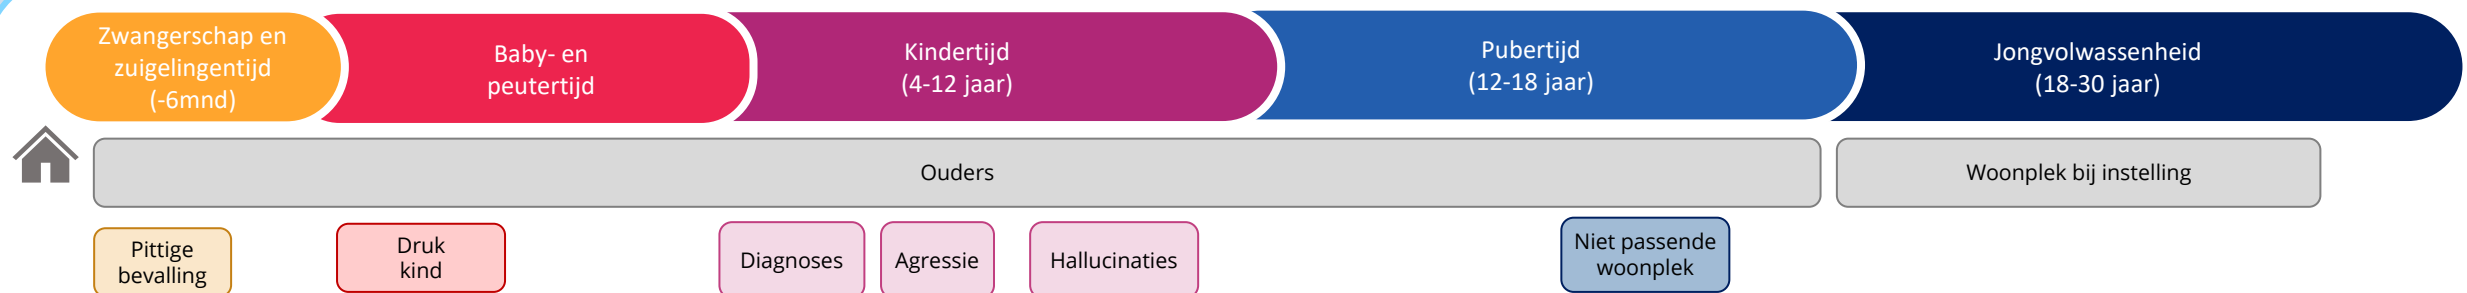 Zwangerschap en
zuigelingentijd
(-6mnd)
Baby- en
peutertijd
Kindertijd
(4-12 jaar)
Pubertijd
(12-18 jaar)
Jongvolwassenheid
(18-30 jaar)
Ouders
Woonplek bij instelling
Pittige
bevalling
Druk
kind
Diagnoses
Agressie
Hallucinaties
Niet passende
woonplek